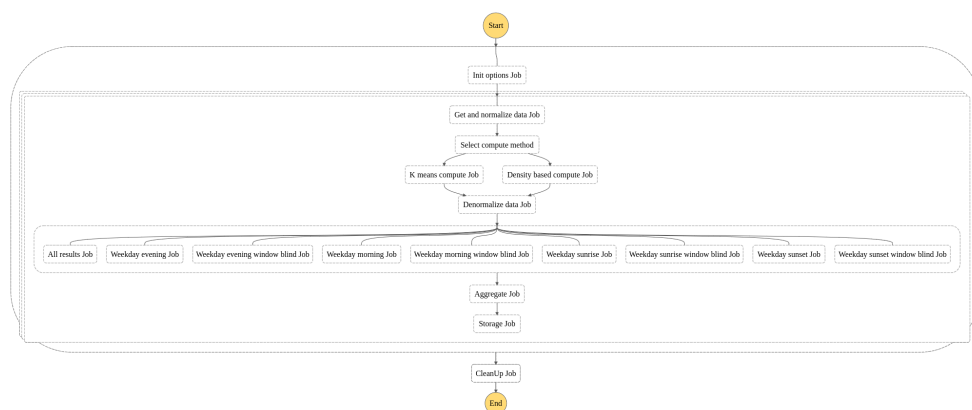 Start
Init options Job
Get and normalize data Job
Select compute method
K means compute Job
Density based compute Job
Denormalize data Job
All results Job
Weekday evening Job
Weekday evening window blind Job
Weekday morning Job
Weekday morning window blind Job
Weekday sunrise Job
Weekday sunrise window blind Job
Weekday sunset Job
Weekday sunset window blind Job
Aggregate Job
Storage Job
CleanUp Job
End